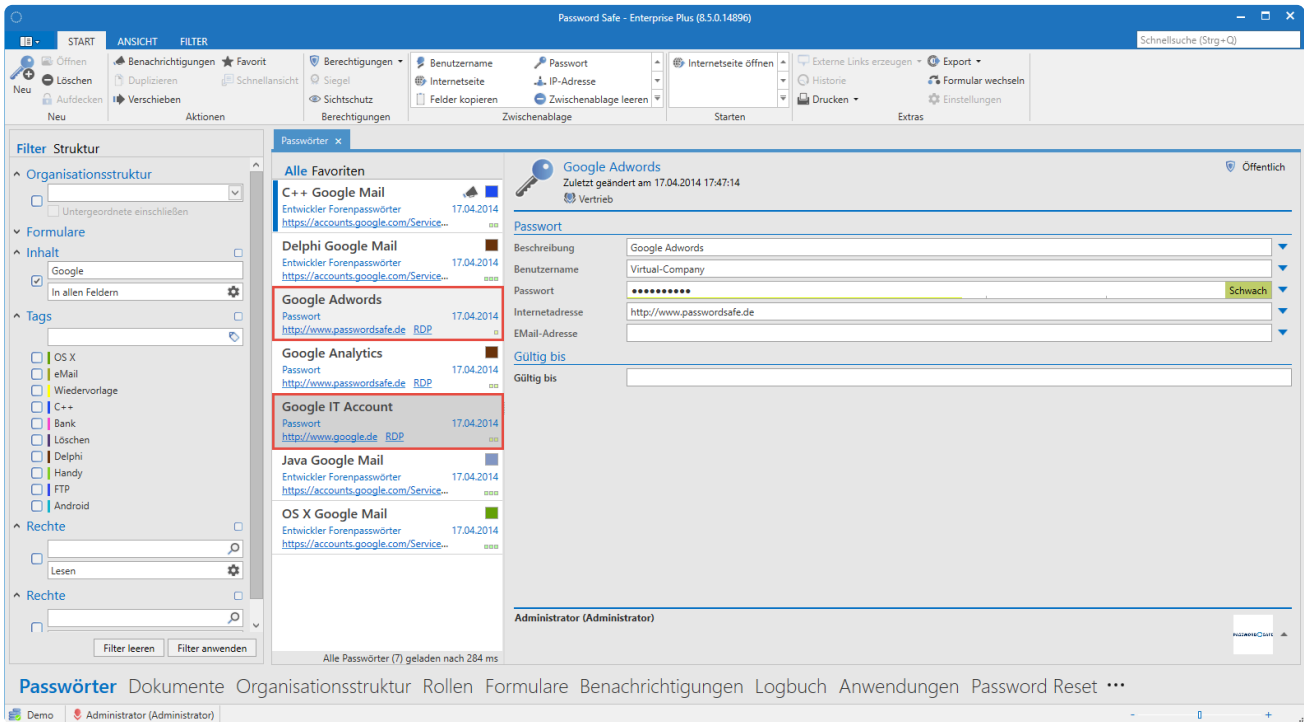 Password Safe - Enterprise Plus (8.5.0.14896)
START ANSICHT FILTER
Schnellsuche (Strg+Q)
Neu
Öffnen
Löschen
Aufdecken
Neu
Benachrichtigungen Favorit
Duplizieren Schnellansicht
Verschieben
Aktionen
Berechtigungen
Siegel
Sichtschutz
Berechtigungen
Benutzername Passwort
Internetseite IP-Adresse
Felder kopieren Zwischenablage leeren
Zwischenablage
Internetseite öffnen
Starten
Externe Links erzeugen Export
Historie Formular wechseln
Drucken Einstellungen
Extras
Filter Struktur
Organisationsstruktur
Untergeordnete einschließen
Formulare
Inhalt
Google
In allen Feldern
Tags
OS X
eMail
Wiedervorlage
C++
Bank
Löschen
Delphi
Handy
FTP
Android
Rechte
Lesen
Rechte
Filter leeren Filter anwenden
Passwörter x
Alle Favoriten
C++ Google Mail
Entwickler Forenpasswörter 17.04.2014
https://accounts.google.com/Service...
Delphi Google Mail
Entwickler Forenpasswörter 17.04.2014
https://accounts.google.com/Service...
Google Adwords
Passwort 17.04.2014
http://www.passwordsafe.de RDP
Google Analytics
Passwort 17.04.2014
http://www.passwordsafe.de RDP
Google IT Account
Passwort 17.04.2014
http://www.google.de RDP
Java Google Mail
Entwickler Forenpasswörter 17.04.2014
https://accounts.google.com/Service...
OS X Google Mail
Entwickler Forenpasswörter 17.04.2014
https://accounts.google.com/Service...
Alle Passwörter (7) geladen nach 284 ms
Google Adwords
Zuletzt geändert am 17.04.2014 17:47:14
Vertrieb
Öffentlich
Passwort
Beschreibung Google Adwords
Benutzername Virtual-Company
Passwort ●●●●●●●●●● Schwach
Internetadresse http://www.passwordsafe.de
EMail-Adresse
Gültig bis
Gültig bis
Administrator (Administrator)
PASSWORD SAFE
Passwörter Dokumente Organisationsstruktur Rollen Formulare Benachrichtigungen Logbuch Anwendungen Password Reset ...
Demo Administrator (Administrator)